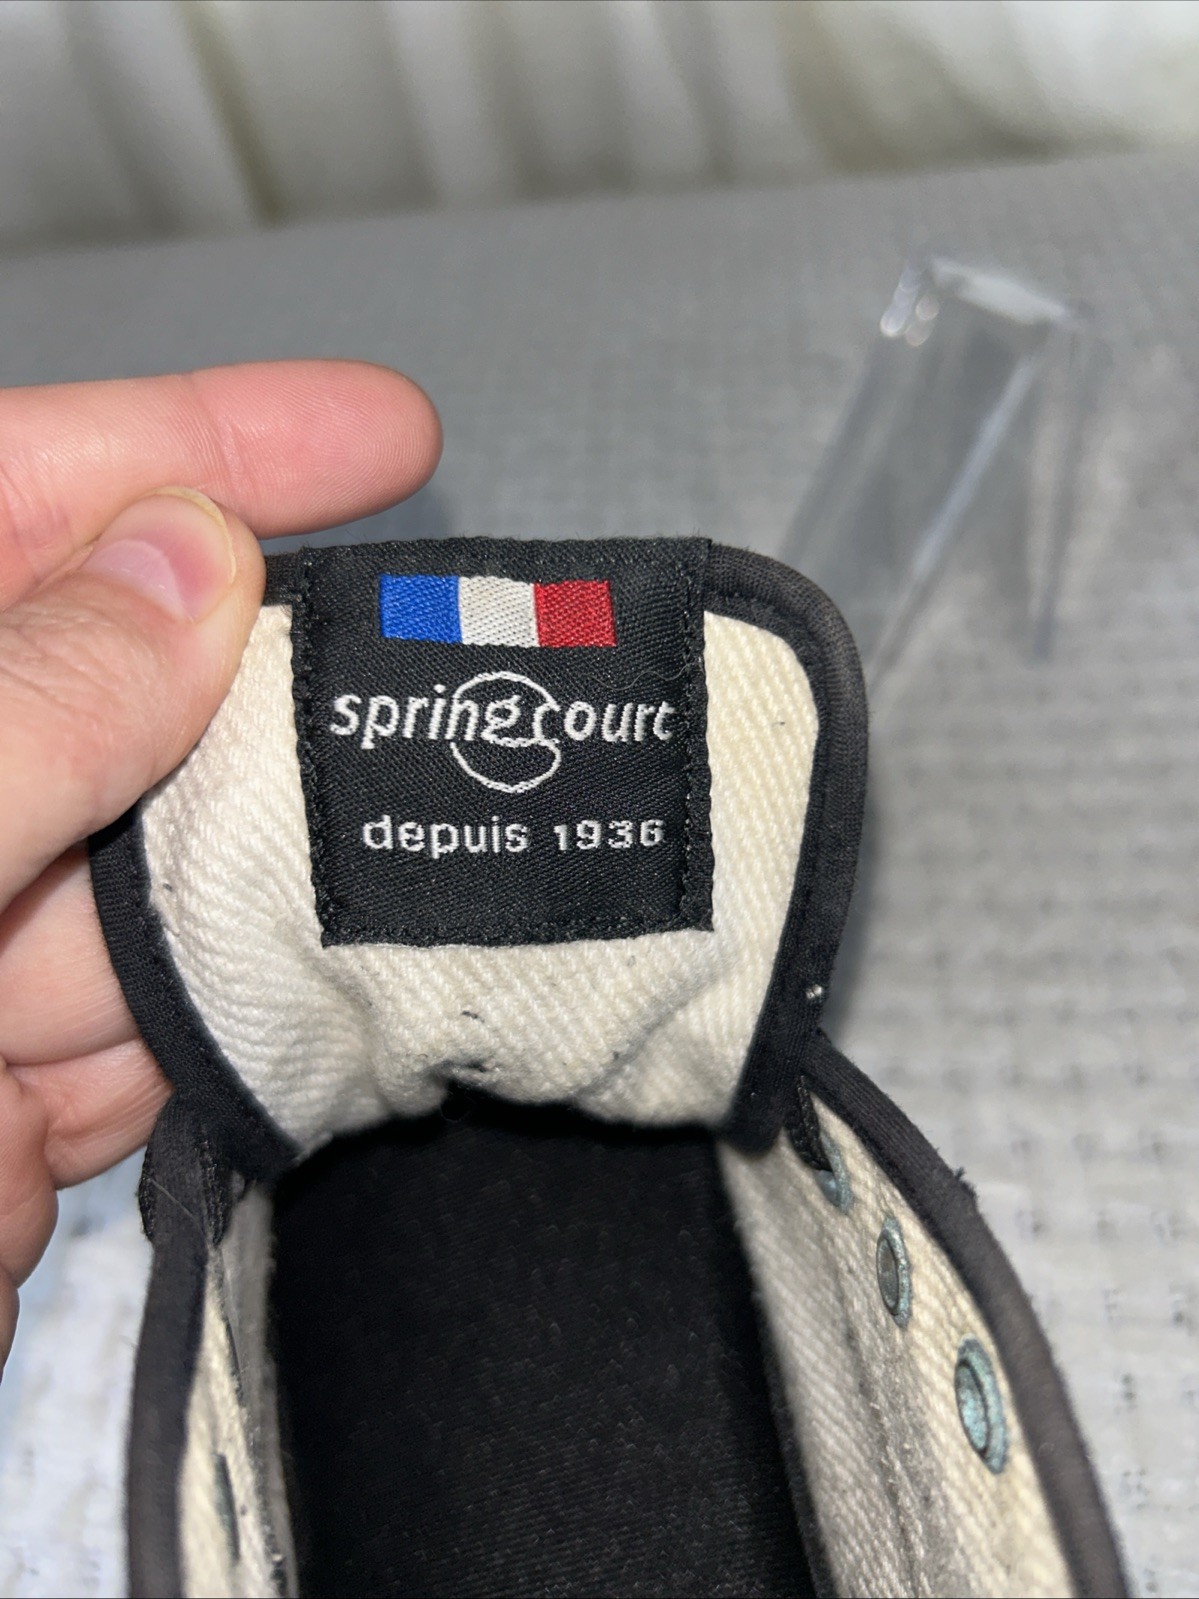 spring court
depuis 1936